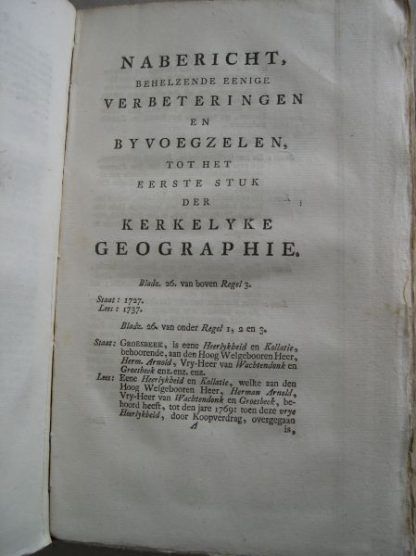 NABERICHT,
BEHELZENDE EENIGE
VERBETERINGEN
EN
BYVOEGZELEN,
TOT HET
EERSTE STUK
DER
KERKELYKE
GEOGRAPHIE.
Bladz. 26. van boven Regel 3.
Staat: 1727.
Lees: 1737.
Bladz. 26. van onder Regel 1, 2 en 3.
Staat: GROESBEEK, is eene Heerlykheid en Kollatie,
behoorende, aan den Hoog Welgebooren Heer,
Herm. Arnold, Vry-Heer van Wachtendonk en
Groesbeek enz. enz. enz.
Lees: Eene Heerlykheid en Kollatie, welke aan den
Hoog Welgebooren Heer, Herman Arnold,
Vry-Heer van Wachtendonk en Groesbeek, be-
hoord heeft, tot den jare 1769: toen deze vrye
Heerlykheid, door Koopverdrag, overgegaan
A is,